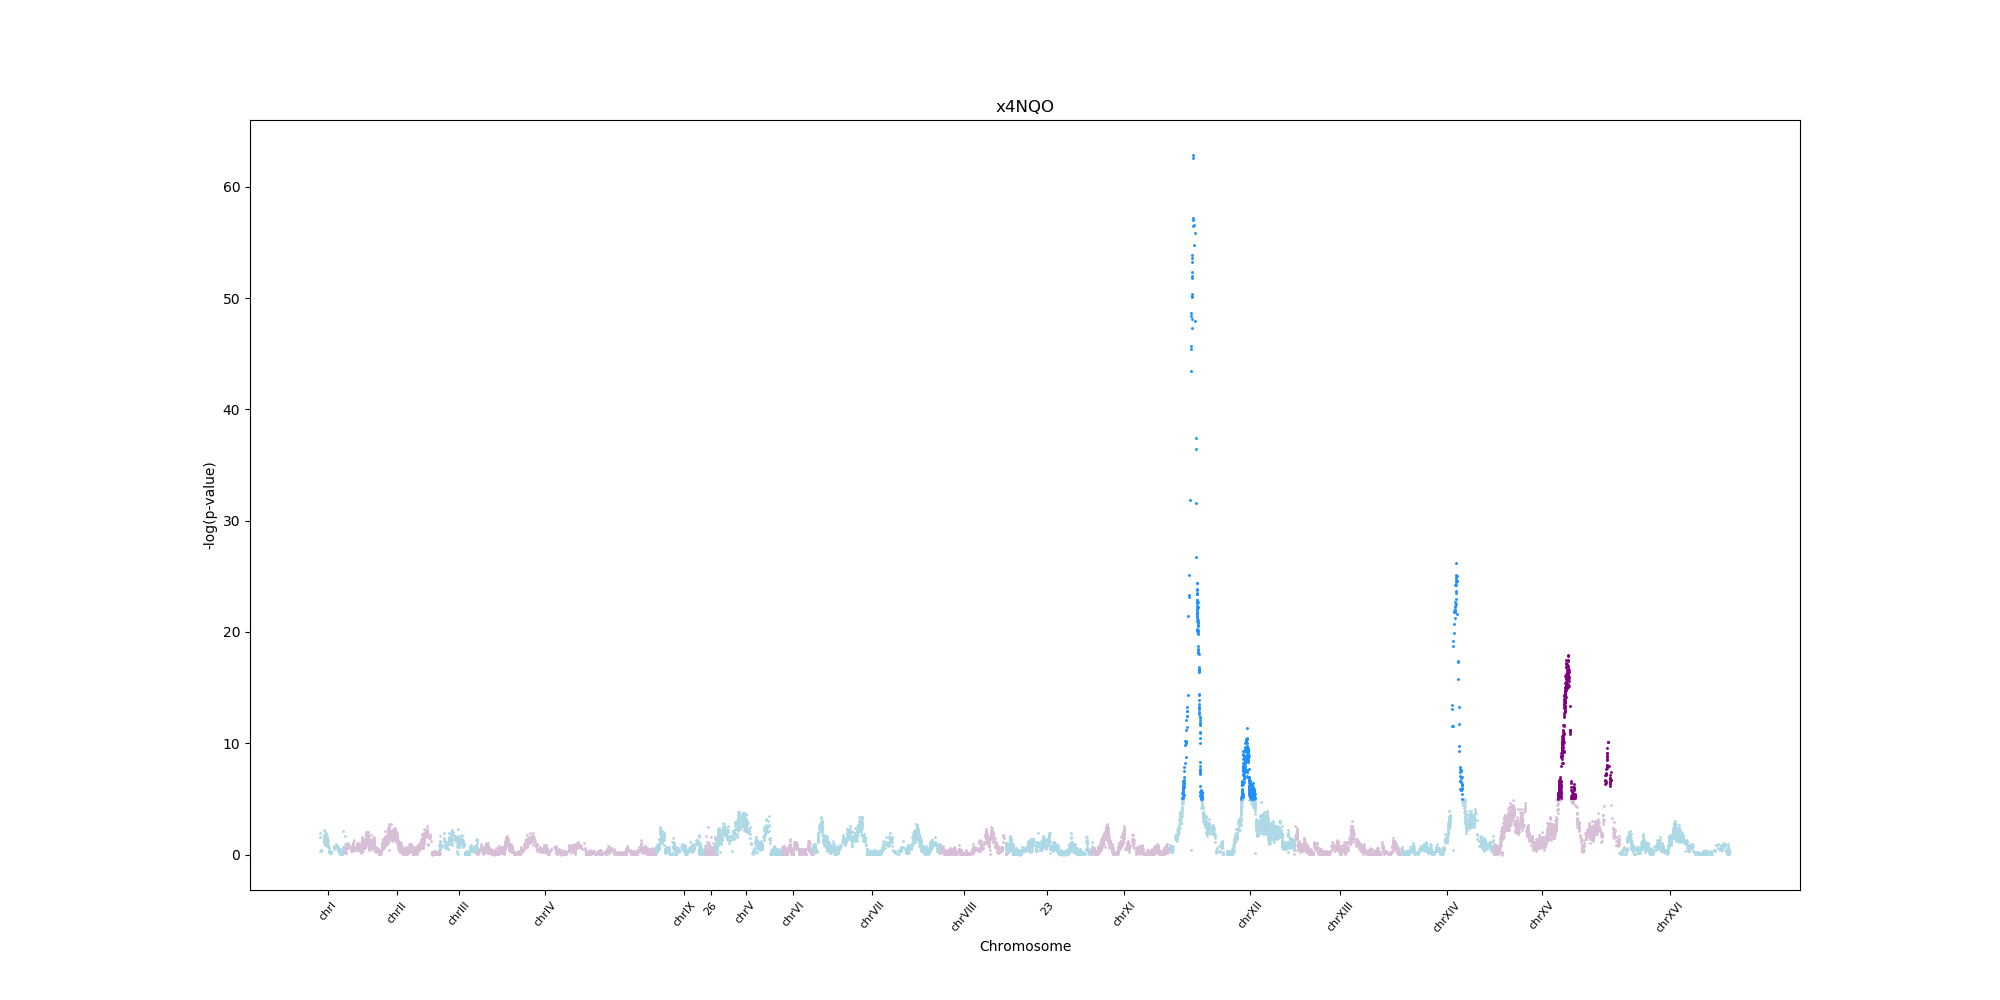 x4NQO
60
50
40
30
20
10
0
-log(p-value)
chrI
chrII
chrIII
chrIV
chrIX
26
chrV
chrVI
chrVII
chrVIII
23
chrXI
chrXII
chrXIII
chrXIV
chrXV
chrXVI
Chromosome